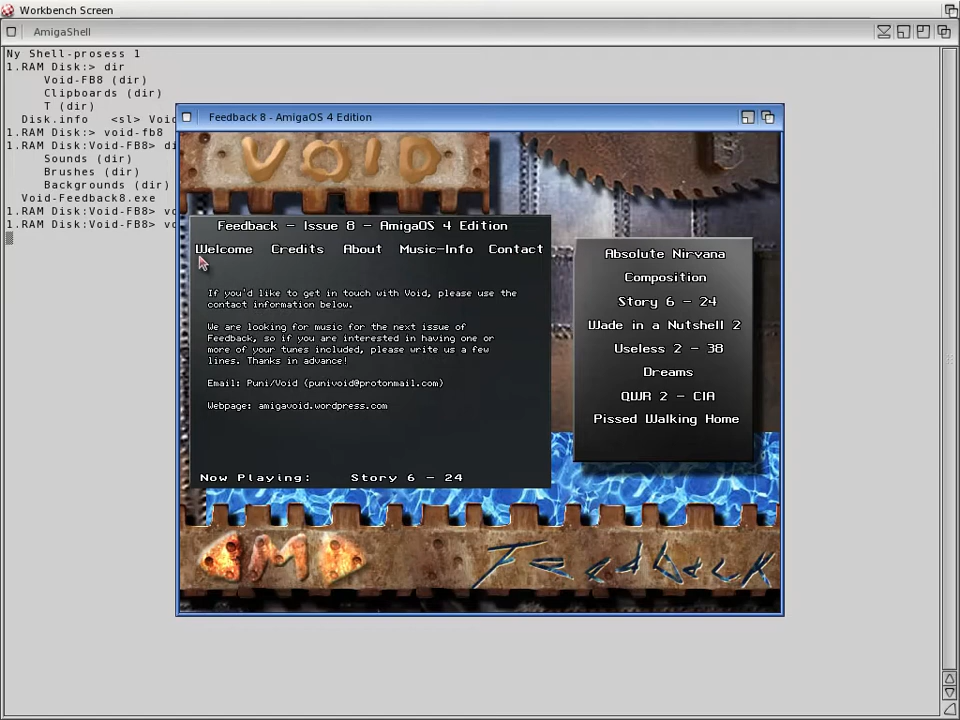 Workbench Screen
AmigaShell
Ny Shell-prosess 1
1.RAM Disk:> dir
Void-FB8 (dir)
Clipboards (dir)
T (dir)
Disk.info <sl> Void
1.RAM Disk:> void-fb8
1.RAM Disk:Void-FB8> di
Sounds (dir)
Brushes (dir)
Backgrounds (dir)
Void-Feedback8.exe
1.RAM Disk:Void-FB8> vo
1.RAM Disk:Void-FB8> vo
Feedback 8 - AmigaOS 4 Edition
VOID
Feedback - Issue 8 - AmigaOS 4 Edition
Welcome Credits About Music-Info Contact
If you'd like to get in touch with Void, please use the
contact information below.
We are looking for music for the next issue of
Feedback, so if you are interested in having one or
more of your tunes included, please write us a few
lines. Thanks in advance!
Email: Puni/Void (punivoid@protonmail.com)
Webpage: amigavoid.wordpress.com
Now Playing: Story 6 - 24
Absolute Nirvana
Composition
Story 6 - 24
Wade in a Nutshell 2
Useless 2 - 38
Dreams
QWR 2 - CIA
Pissed Walking Home
Feedback